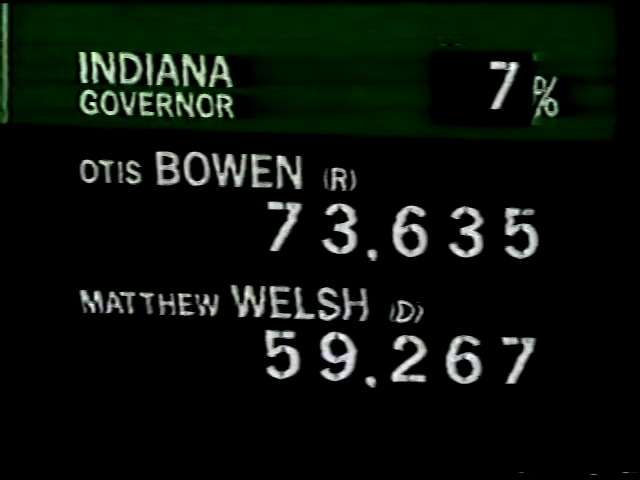 INDIANA
GOVERNOR
7%
OTIS BOWEN (R)
73,635
MATTHEW WELSH (D)
59,267